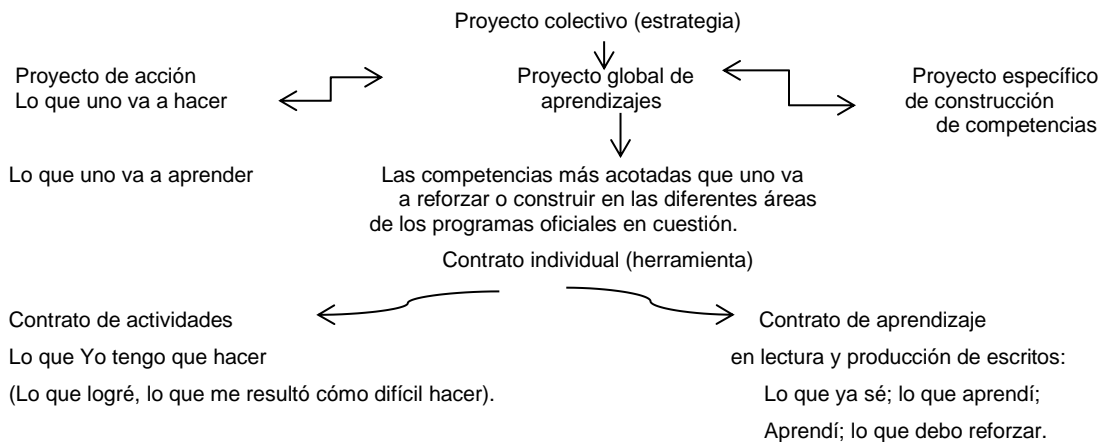 Proyecto colectivo (estrategia)
Proyecto de acción
Lo que uno va a hacer
Proyecto global de
aprendizajes
Proyecto específico
de construcción
de competencias
Lo que uno va a aprender
Las competencias más acotadas que uno va
a reforzar o construir en las diferentes áreas
de los programas oficiales en cuestión.
Contrato individual (herramienta)
Contrato de actividades
Lo que Yo tengo que hacer
(Lo que logré, lo que me resultó cómo difícil hacer).
Contrato de aprendizaje
en lectura y producción de escritos:
Lo que ya sé; lo que aprendí;
Aprendí; lo que debo reforzar.